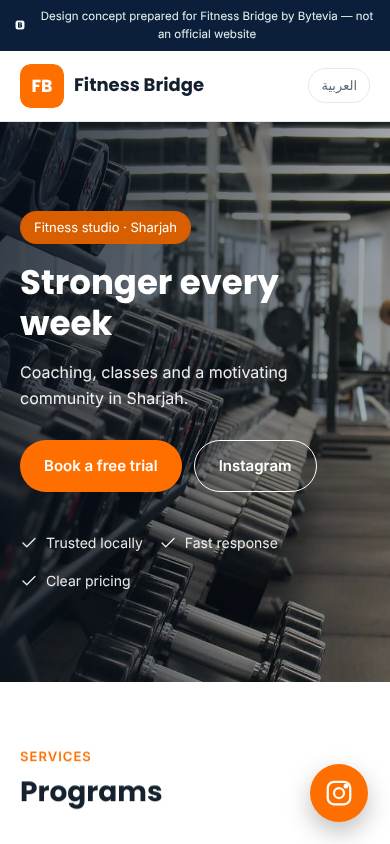 Design concept prepared for Fitness Bridge by Bytevia — not
an official website
FB
Fitness Bridge
العربية
Fitness studio · Sharjah
Stronger every
week
Coaching, classes and a motivating
community in Sharjah.
Book a free trial
Instagram
Trusted locally
Fast response
Clear pricing
SERVICES
Programs